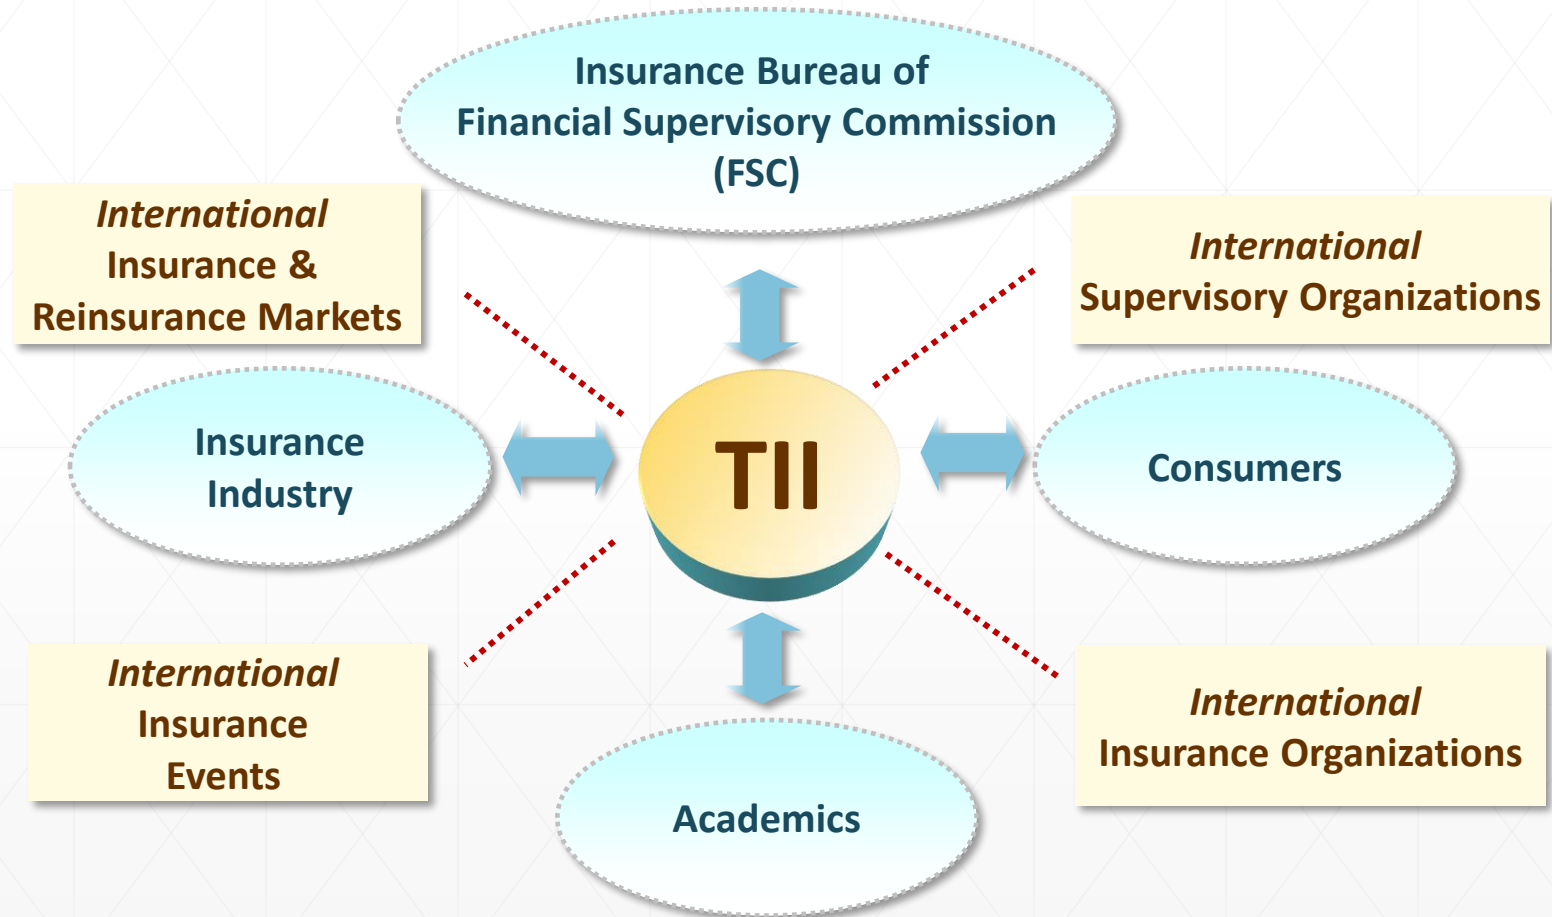 Insurance Bureau of
Financial Supervisory Commission
(FSC)
International
Insurance &
Reinsurance Markets
International
Supervisory Organizations
Insurance
Industry
TII
Consumers
International
Insurance
Events
International
Insurance Organizations
Academics